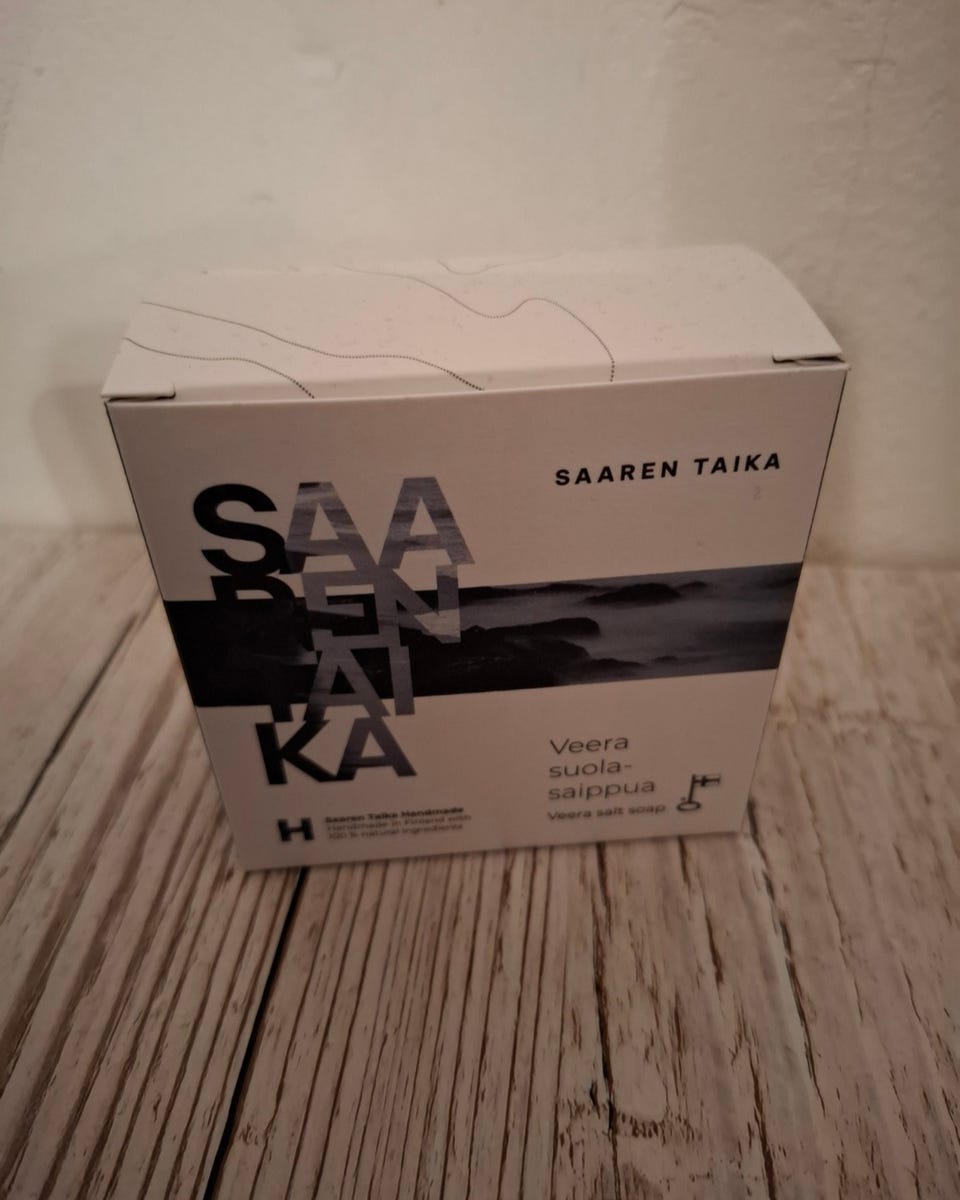 SAA
REN
TAI
KA
SAAREN TAIKA
Veera
suola-
saippua
Veera salt soap
H
Saaren Taika Handmade
Handmade in Finland with
100 % natural ingredients